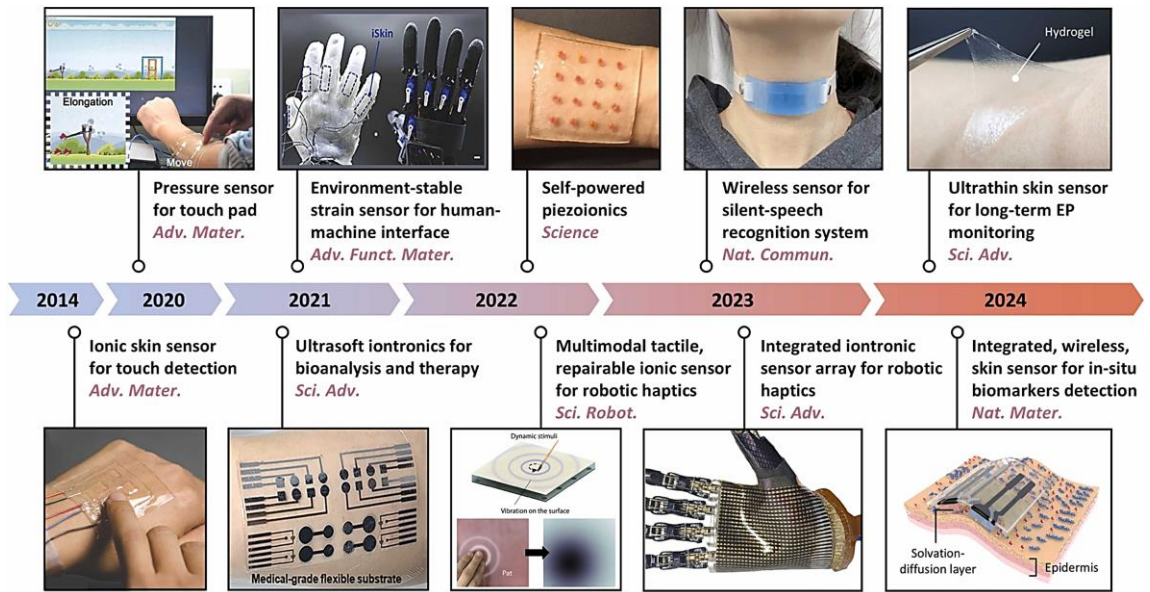 Elongation
Move
iSkin
Hydrogel
Pressure sensor
for touch pad
Adv. Mater.
Environment-stable
strain sensor for human-
machine interface
Adv. Funct. Mater.
Self-powered
piezoionics
Science
Wireless sensor for
silent-speech
recognition system
Nat. Commun.
Ultrathin skin sensor
for long-term EP
monitoring
Sci. Adv.
2014
2020
2021
2022
2023
2024
Ionic skin sensor
for touch detection
Adv. Mater.
Ultrasoft iontronics for
bioanalysis and therapy
Sci. Adv.
Multimodal tactile,
repairable ionic sensor
for robotic haptics
Sci. Robot.
Integrated iontronic
sensor array for robotic
haptics
Sci. Adv.
Integrated, wireless,
skin sensor for in-situ
biomarkers detection
Nat. Mater.
Medical-grade flexible substrate
Dynamic stimuli
Vibration on the surface
Pat
Solvation-
diffusion layer
Epidermis